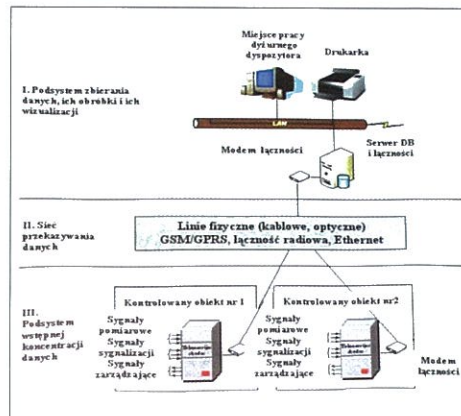 Miejsce pracy
dyżurnego
dyspozytora
Drukarka
I. Podsystem zbierania
danych, ich obróbki i ich
wizualizacji
LAN
Modem łączności
Serwer DB
i łączności
II. Sieć
przekazywania
danych
Linie fizyczne (kablowe, optyczne)
GSM/GPRS, łączność radiowa, Ethernet
III.
Podsystem
wstępnej
koncentracji
danych
Kontrolowany obiekt nr 1
Sygnały
pomiarowe
Sygnały
sygnalizacji
Sygnały
zarządzające
Kontrolowany obiekt nr2
Sygnały
pomiarowe
Sygnały
sygnalizacji
Sygnały
zarządzające
Modem
łączności